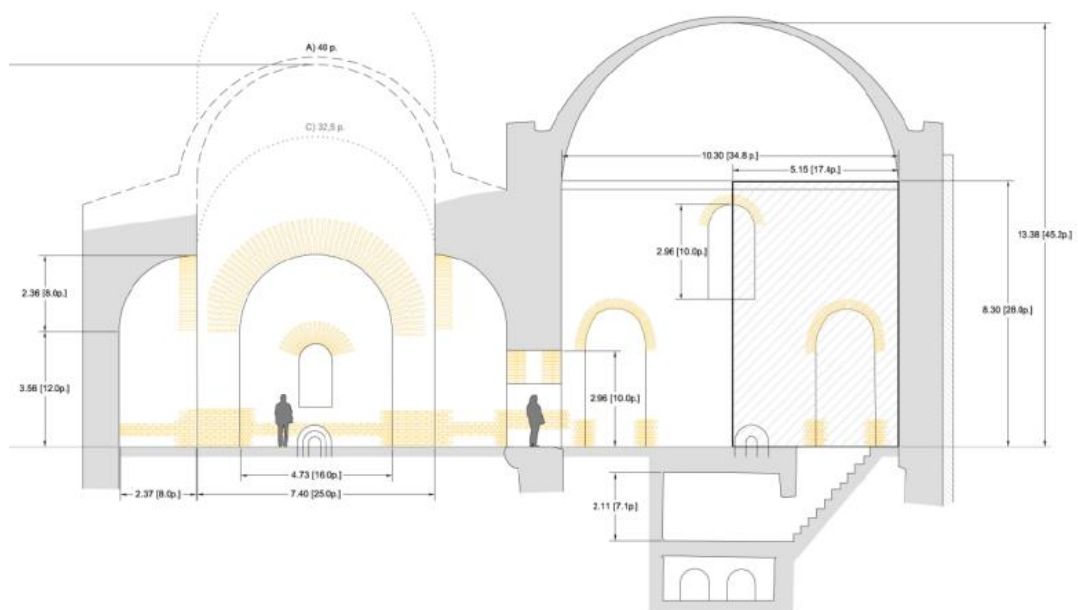 A) 40 p.
C) 32,5 p.
10.30 [34.8 p.]
5.15 [17.4p.]
13.38 [45.2p.]
2.96 [10.0p.]
8.30 [28.0p.]
2.36 [8.0p.]
3.56 [12.0p.]
2.96 [10.0p.]
4.73 [16.0p.]
2.37 [8.0p.]
7.40 [25.0p.]
2.11 [7.1p]